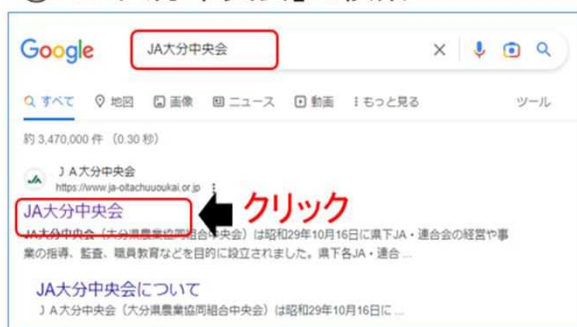 Google JA大分中央会
すべて 地図 画像 ニュース 動画 もっと見る ツール
約 3,470,000 件 (0.30 秒)
JA大分中央会
https://www.ja-oitachuuoukai.or.jp
JA大分中央会 クリック
JA大分中央会(大分県農業協同組合中央会)は昭和29年10月16日に県下JA・連合会の経営や事
業の指導、監査、職員教育などを目的に設立されました。県下各JA・連合 ...
JA大分中央会について
JA大分中央会(大分県農業協同組合中央会)は昭和29年10月16日に ...